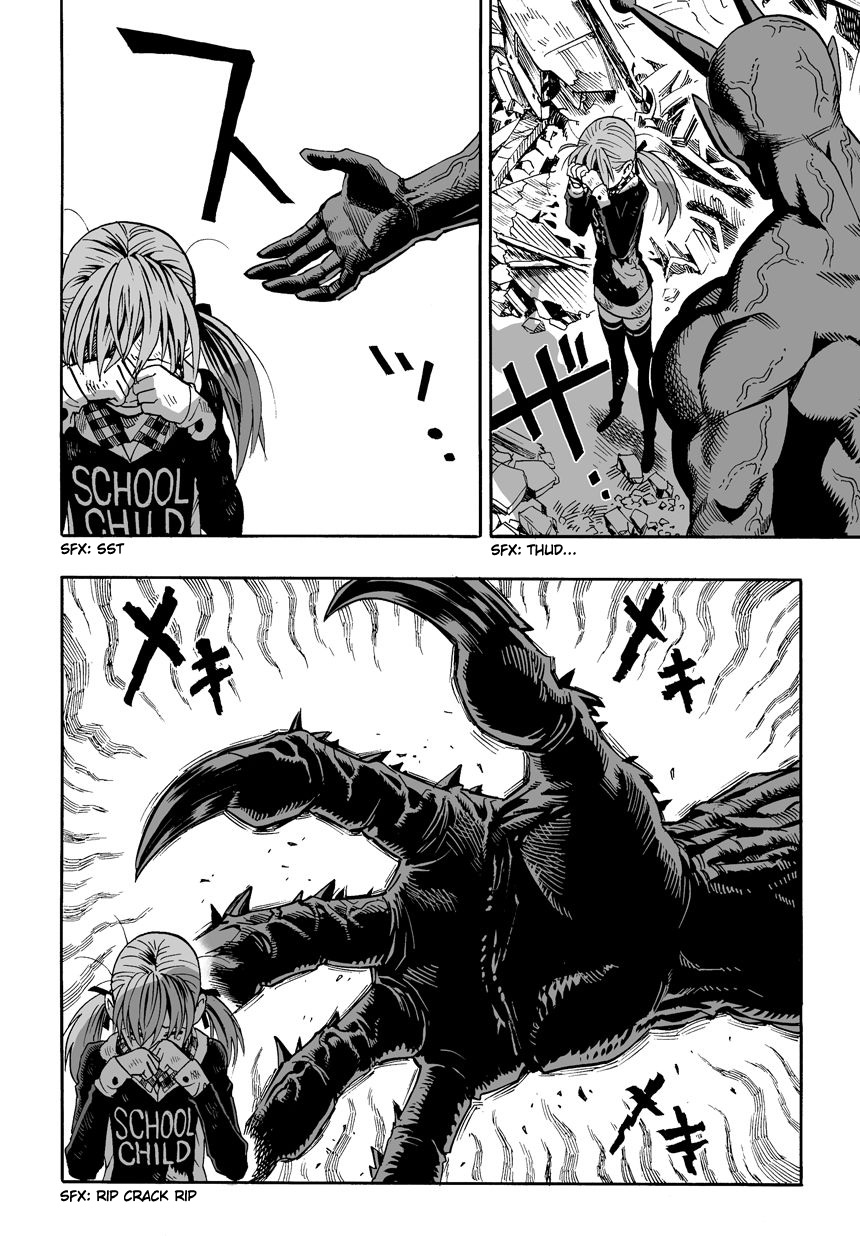 ザッ…
SFX: THUD...
スッ…
SCHOOL
CHILD
SFX: SST
メキ
メキ
メキ
SCHOOL
CHILD
SFX: RIP CRACK RIP